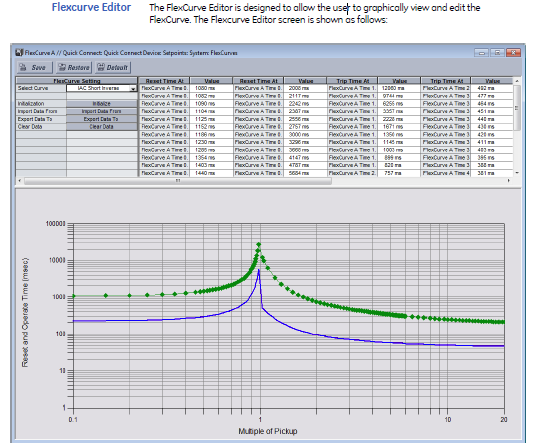 Flexcurve Editor
The FlexCurve Editor is designed to allow the user to graphically view and edit the
FlexCurve. The Flexcurve Editor screen is shown as follows:
FlexCurve A // Quick Connect: Quick Connect Device: Setpoints: System: FlexCurves
Save Restore Default
FlexCurve Setting Reset Time At Value Reset Time At Value Trip Time At Value Trip Time At Value
Select Curve IAC Short Inverse FlexCurve A Time 0. 1080 ms FlexCurve A Time 0. 2008 ms FlexCurve A Time 1. FlexCurve A Time 2. 492 ms
FlexCurve A Time 0. 1082 ms FlexCurve A Time 0. 2117 ms FlexCurve A Time 1. 9744 ms FlexCurve A Time 3. 477 ms
Initialization Initialize FlexCurve A Time 0. 1090 ms FlexCurve A Time 0. 2242 ms FlexCurve A Time 1. 6255 ms FlexCurve A Time 3. 464 ms
Import Data From Import Data From FlexCurve A Time 0. 1104 ms FlexCurve A Time 0. 2387 ms FlexCurve A Time 1. 3357 ms FlexCurve A Time 3. 451 ms
Export Data To Export Data To FlexCurve A Time 0. 1125 ms FlexCurve A Time 0. 2556 ms FlexCurve A Time 1. 2228 ms FlexCurve A Time 3. 440 ms
Clear Data Clear Data FlexCurve A Time 0. 1152 ms FlexCurve A Time 0. 2757 ms FlexCurve A Time 1. 1671 ms FlexCurve A Time 3. 430 ms
FlexCurve A Time 0. 1186 ms FlexCurve A Time 0. 3000 ms FlexCurve A Time 1. 1350 ms FlexCurve A Time 3. 420 ms
FlexCurve A Time 0. 1230 ms FlexCurve A Time 0. 3296 ms FlexCurve A Time 1. 1145 ms FlexCurve A Time 3. 411 ms
FlexCurve A Time 0. 1285 ms FlexCurve A Time 0. 3668 ms FlexCurve A Time 1. 1003 ms FlexCurve A Time 3. 403 ms
FlexCurve A Time 0. 1354 ms FlexCurve A Time 0. 4147 ms FlexCurve A Time 1. 899 ms FlexCurve A Time 3. 395 ms
FlexCurve A Time 0. 1403 ms FlexCurve A Time 0. 4787 ms FlexCurve A Time 2. 820 ms FlexCurve A Time 4. 388 ms
FlexCurve A Time 0. 1440 ms FlexCurve A Time 0. 5684 ms FlexCurve A Time 2. 757 ms FlexCurve A Time 4. 381 ms
Reset and Operate Time (msec)
100000
10000
1000
100
10
1
0.1 1 10 20
Multiple of Pickup